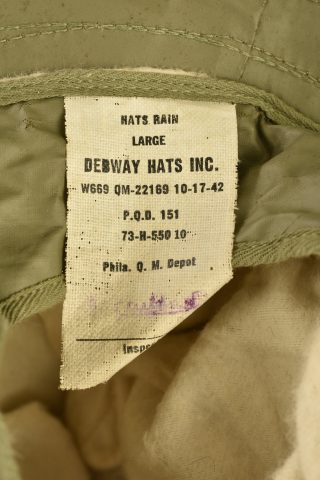 HATS RAIN
LARGE
DEBWAY HATS INC.
W669 QM-22169 10-17-42
P.Q.D. 151
73-H-550 10
Phila. Q. M. Depot